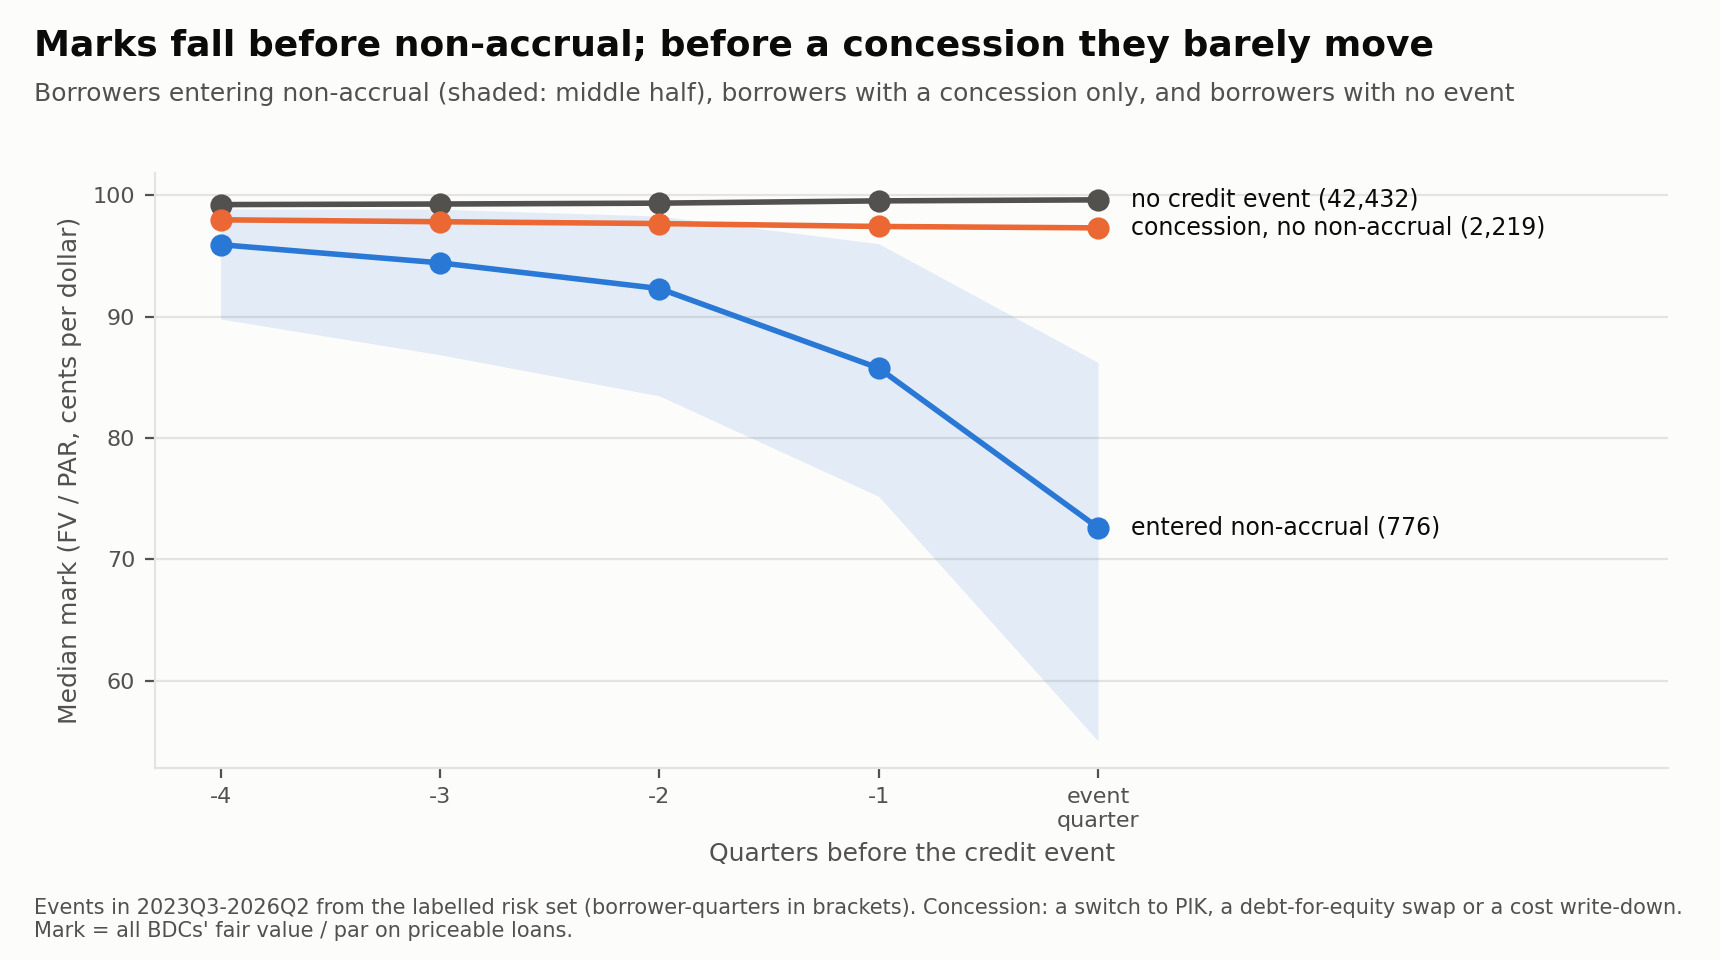 Marks fall before non-accrual; before a concession they barely move
Borrowers entering non-accrual (shaded: middle half), borrowers with a concession only, and borrowers with no event
Median mark (FV / PAR, cents per dollar)
100
90
80
70
60
no credit event (42,432)
concession, no non-accrual (2,219)
entered non-accrual (776)
-4
-3
-2
-1
event
quarter
Quarters before the credit event
Events in 2023Q3-2026Q2 from the labelled risk set (borrower-quarters in brackets). Concession: a switch to PIK, a debt-for-equity swap or a cost write-down.
Mark = all BDCs' fair value / par on priceable loans.